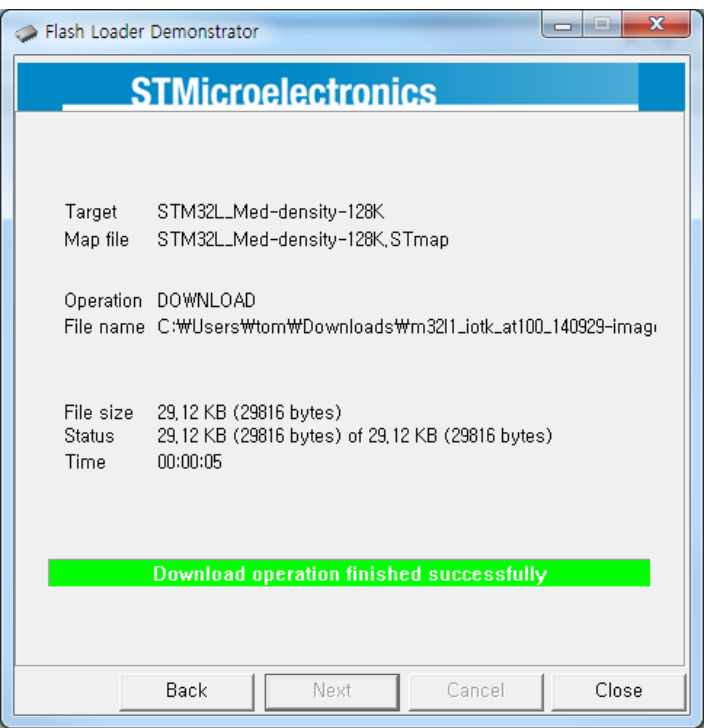 Flash Loader Demonstrator
STMicroelectronics
Target STM32L_Med-density-128K
Map file STM32L_Med-density-128K.STmap
Operation DOWNLOAD
File name C:₩Users₩tom₩Downloads₩m32l1_iotk_at100_140929-imag
File size 29.12 KB (29816 bytes)
Status 29.12 KB (29816 bytes) of 29.12 KB (29816 bytes)
Time 00:00:05
Download operation finished successfully
Back Next Cancel Close